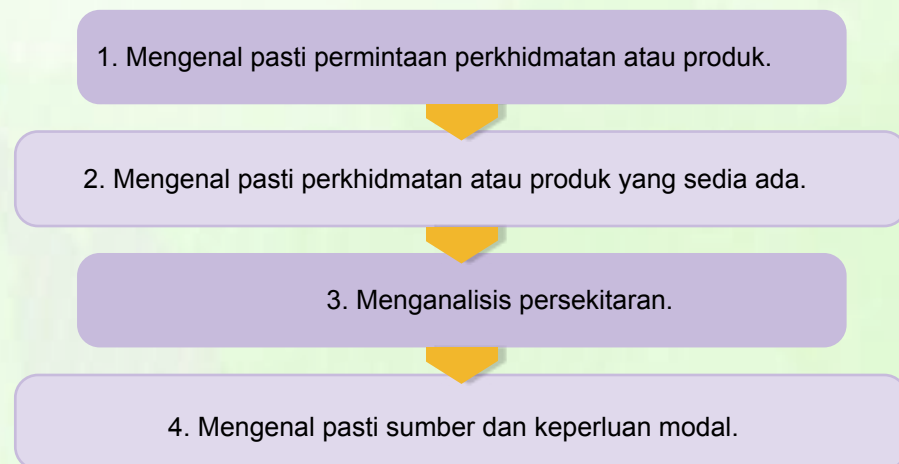 1. Mengenal pasti permintaan perkhidmatan atau produk.
2. Mengenal pasti perkhidmatan atau produk yang sedia ada.
3. Menganalisis persekitaran.
4. Mengenal pasti sumber dan keperluan modal.